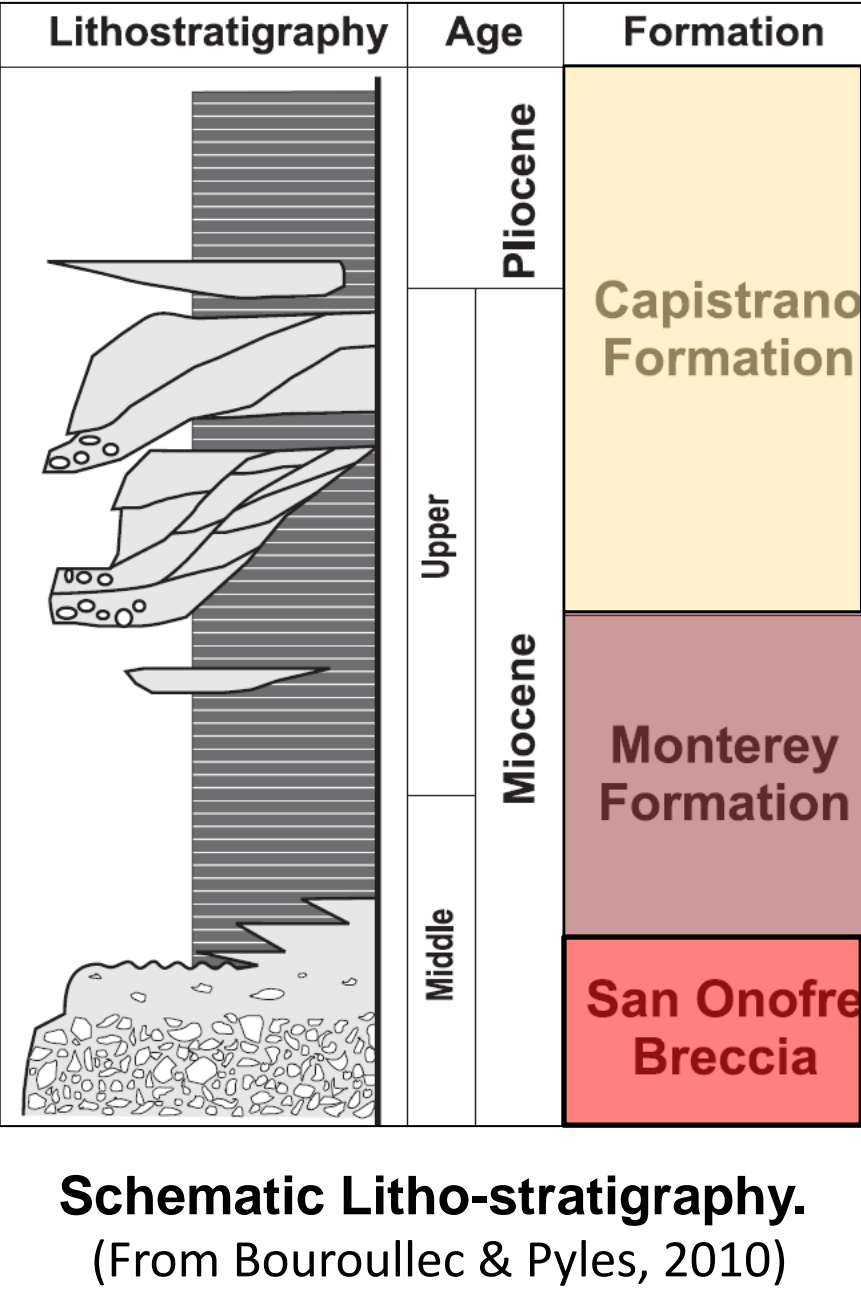 Lithostratigraphy Age Formation
Pliocene
Capistrano
Formation
Upper
Miocene
Monterey
Formation
Middle
San Onofre
Breccia
Schematic Litho-stratigraphy.
(From Bouroullec & Pyles, 2010)